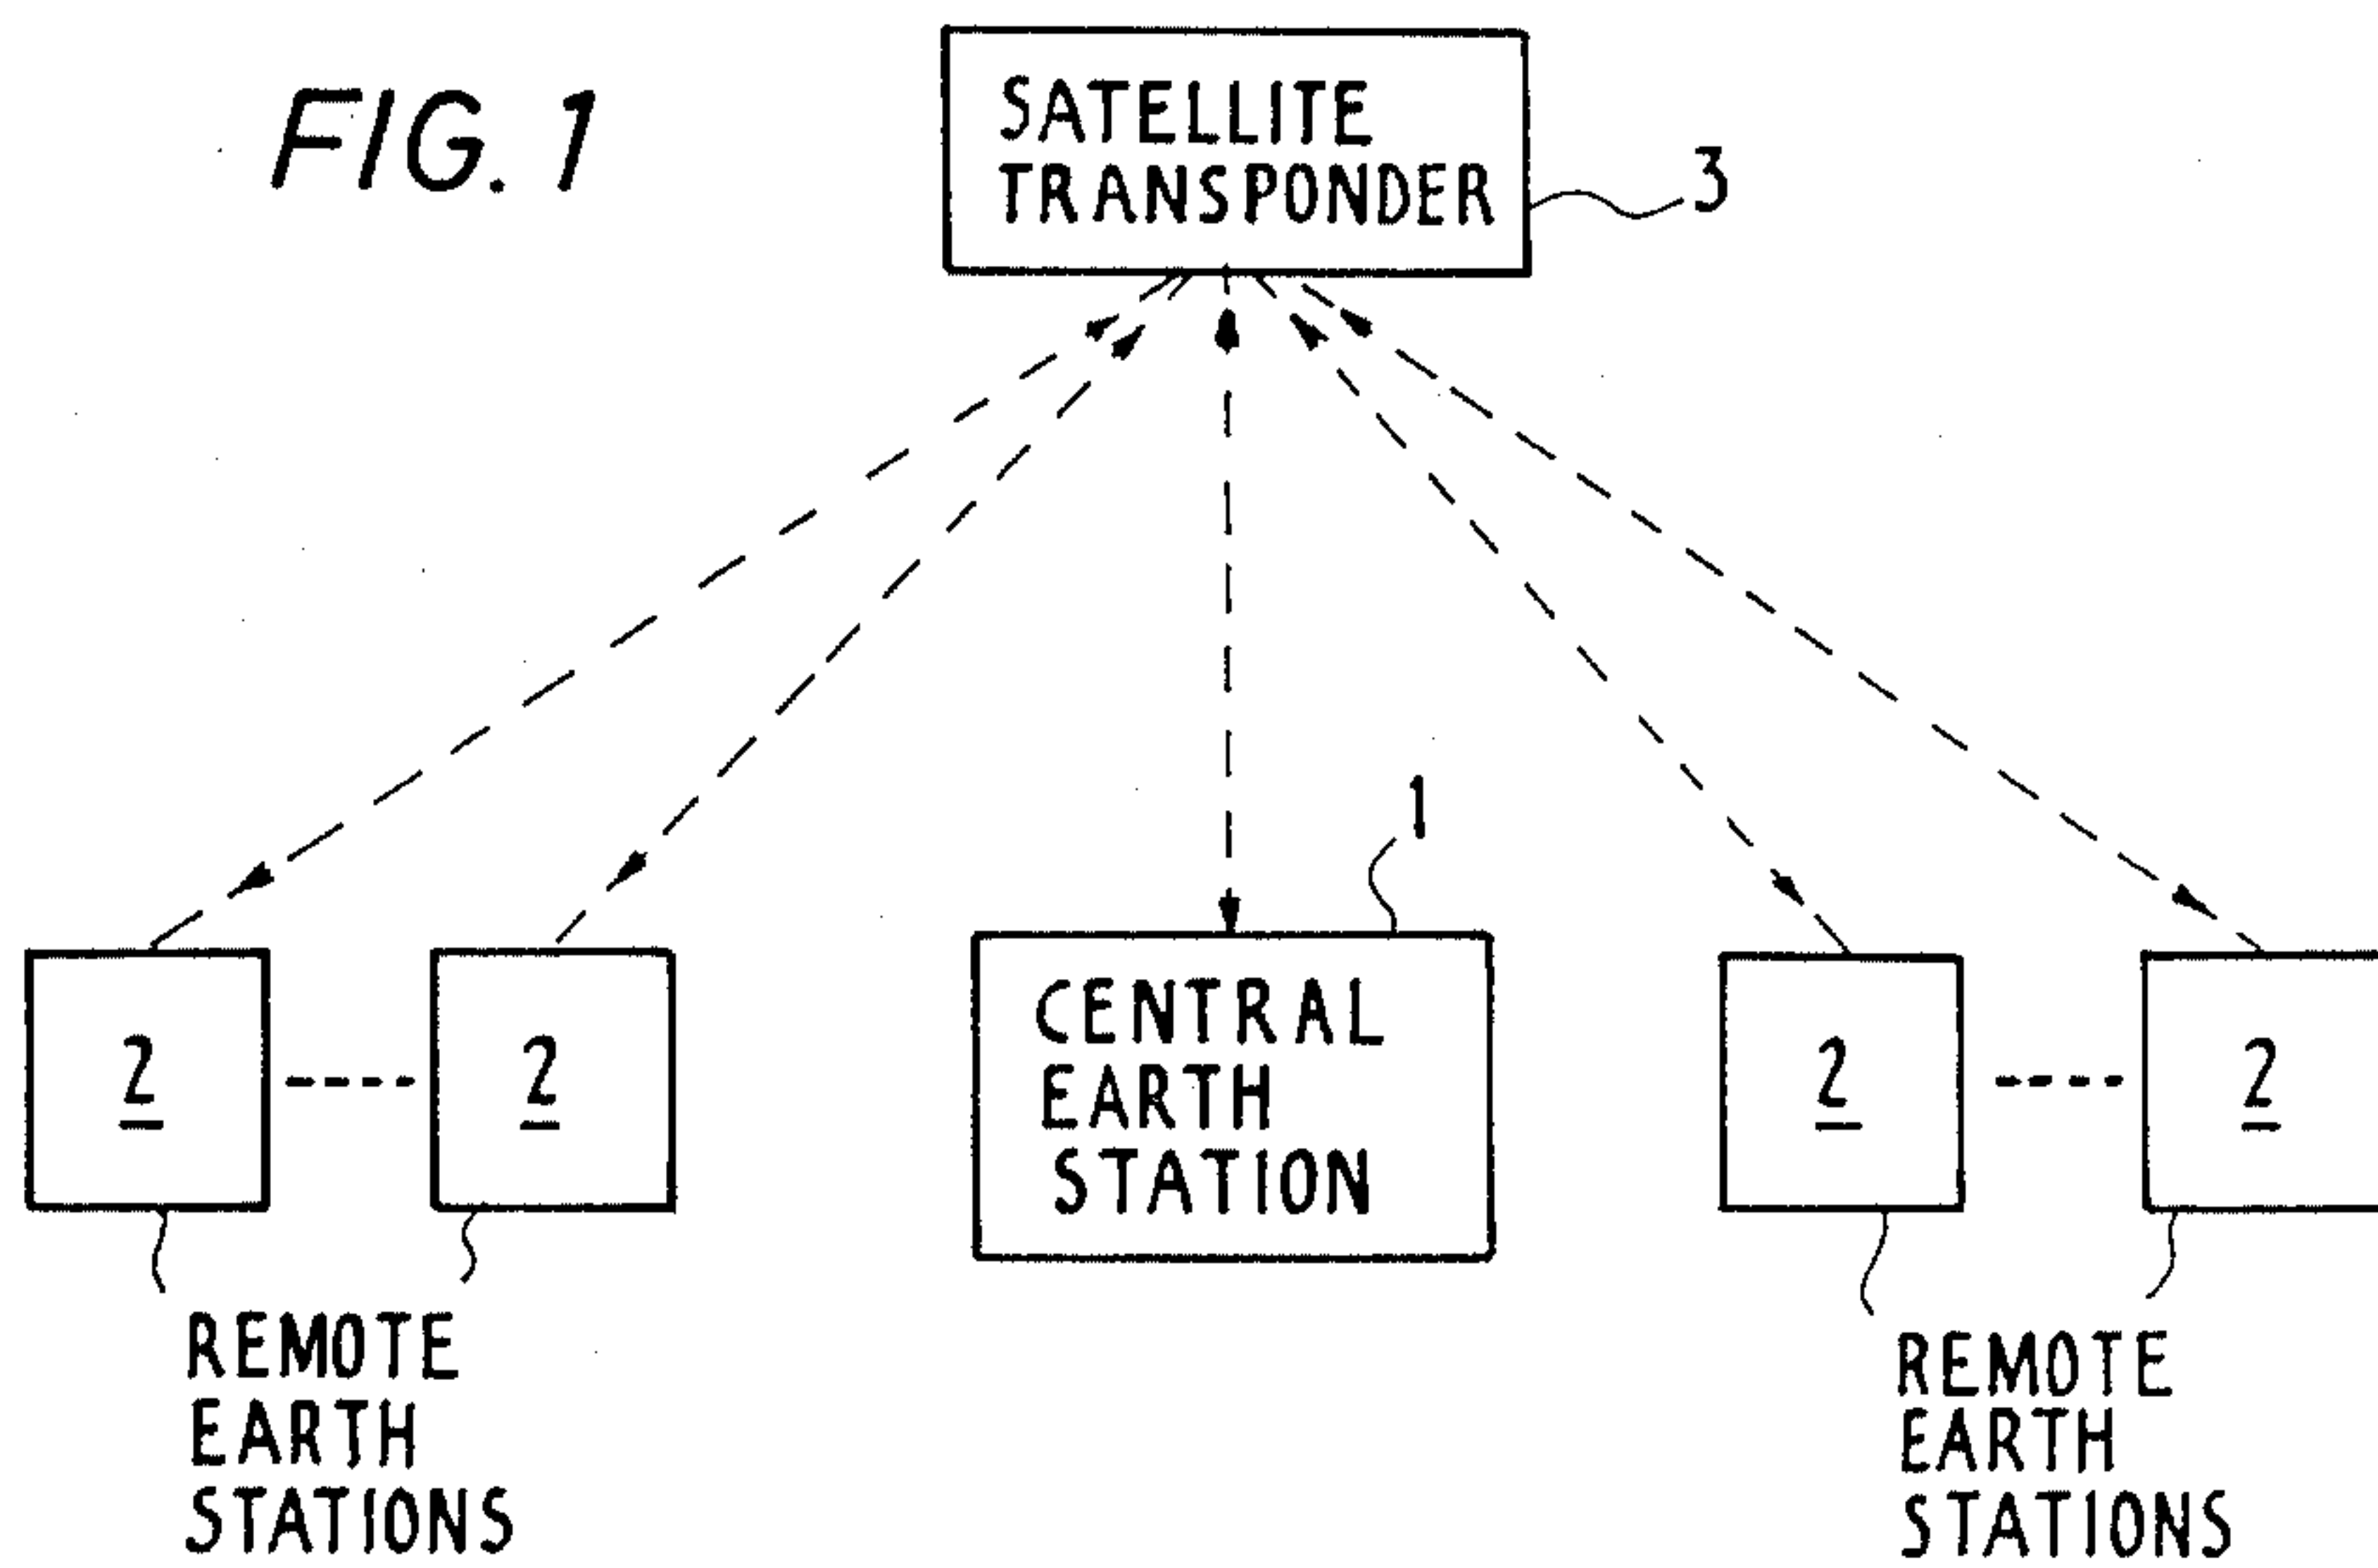 FIG. 1
SATELLITE
TRANSPONDER
3
1
2
2
CENTRAL
EARTH
STATION
2
2
REMOTE
EARTH
STATIONS
REMOTE
EARTH
STATIONS